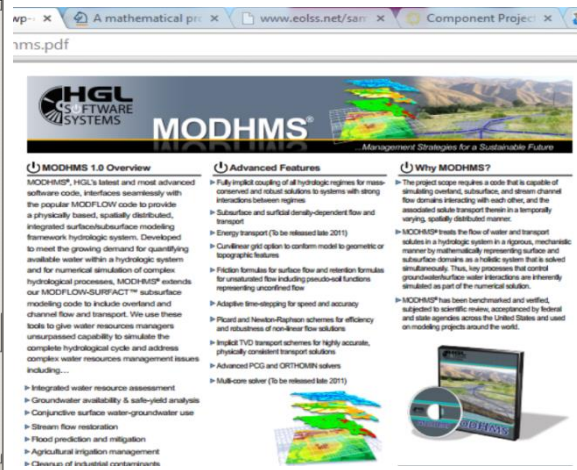 wp-
A mathematical pr
www.eolss.net/sam
Component Project
nms.pdf
HGL
SOFTWARE
SYSTEMS
MODHMS®
...Management Strategies for a Sustainable Future
MODHMS 1.0 Overview
MODHMS®, HGL's latest and most advanced
software code, interfaces seamlessly with
the popular MODFLOW code to provide
a physically based, spatially distributed,
integrated surface/subsurface modeling
framework hydrologic system. Developed
to meet the growing demand for quantifying
available water within a hydrologic system
and for numerical simulation of complex
hydrological processes, MODHMS® extends
our MODFLOW-SURFACT™ subsurface
modeling code to include overland and
channel flow and transport. We use these
tools to give water resources managers
unsurpassed capability to simulate the
complete hydrological cycle and address
complex water resources management issues
including…
Integrated water resource assessment
Groundwater availability & safe-yield analysis
Conjunctive surface water-groundwater use
Stream flow restoration
Flood prediction and mitigation
Agricultural irrigation management
Cleanup of industrial contaminants
Advanced Features
Fully implicit coupling of all hydrologic regimes for mass-
conserved and robust solutions to systems with strong
interactions between regimes
Subsurface and surficial density-dependent flow and
transport
Energy transport (To be released late 2011)
Curvilinear grid option to conform model to geometric or
topographic features
Friction formulas for surface flow and retention formulas
for unsaturated flow including pseudo-soil functions
representing unconfined flow
Adaptive time-stepping for speed and accuracy
Picard and Newton-Raphson schemes for efficiency
and robustness of non-linear flow solutions
Implicit TVD transport schemes for highly accurate,
physically consistent transport solutions
Advanced PCG and ORTHOMIN solvers
Multi-core solver (To be released late 2011)
Why MODHMS?
The project scope requires a code that is capable of
simulating overland, subsurface, and stream channel
flow domains interacting with each other, and the
associated solute transport therein in a temporally
varying, spatially distributed manner.
MODHMS® treats the flow of water and transport
solutes in a hydrologic system in a rigorous, mechanistic
manner by mathematically representing surface and
subsurface domains as a holistic system that is solved
simultaneously. Thus, key processes that control
groundwater/surface water interactions are inherently
simulated as part of the numerical solution.
MODHMS® has been benchmarked and verified,
subjected to scientific review, acceptanced by federal
and state agencies across the United States and used
on modeling projects around the world.
MODHMS